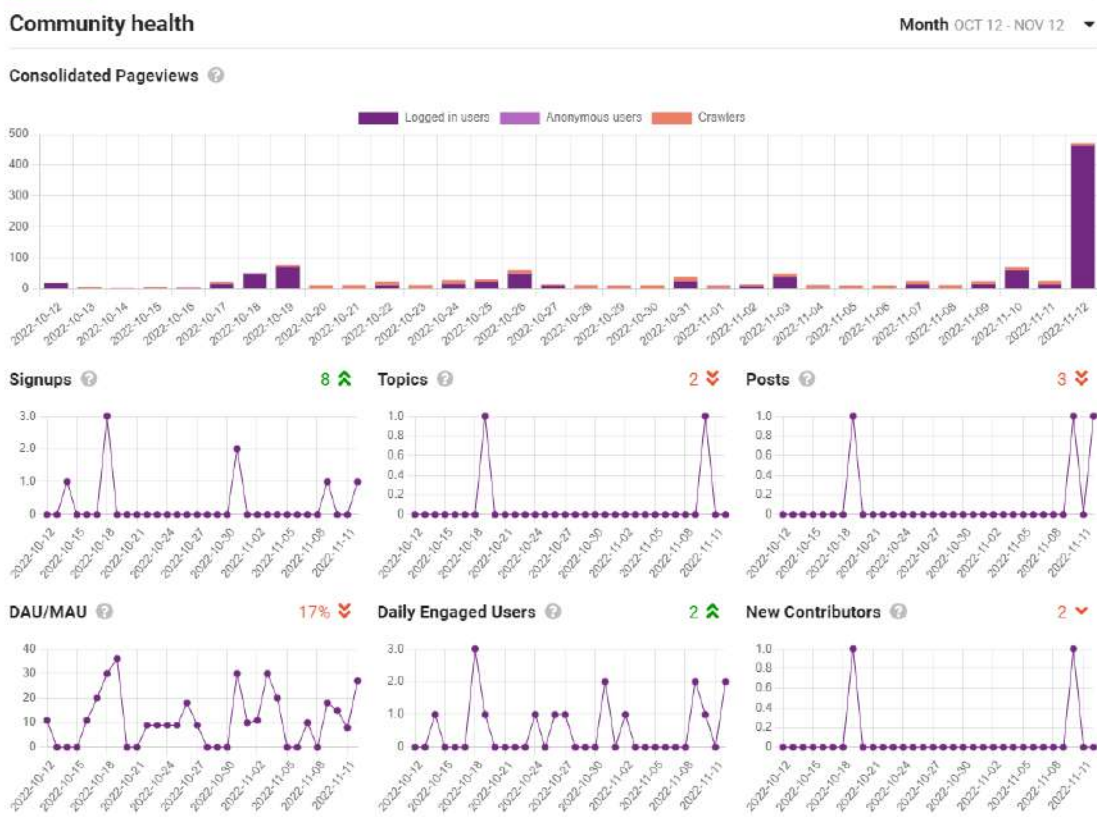 Community health
Month OCT 12 - NOV 12
Consolidated Pageviews ?
Logged in users Anonymous users Crawlers
500
400
300
200
100
0
2022-10-12 2022-10-13 2022-10-14 2022-10-15 2022-10-16 2022-10-17 2022-10-18 2022-10-19 2022-10-20 2022-10-21 2022-10-22 2022-10-23 2022-10-24 2022-10-25 2022-10-26 2022-10-27 2022-10-28 2022-10-29 2022-10-30 2022-10-31 2022-11-01 2022-11-02 2022-11-03 2022-11-04 2022-11-05 2022-11-06 2022-11-07 2022-11-08 2022-11-09 2022-11-10 2022-11-11 2022-11-12
Signups ? 8
3.0
2.0
1.0
0
2022-10-12 2022-10-15 2022-10-18 2022-10-21 2022-10-24 2022-10-27 2022-10-30 2022-11-02 2022-11-05 2022-11-08 2022-11-11
Topics ? 2
1.0
0.8
0.6
0.4
0.2
0
2022-10-12 2022-10-15 2022-10-18 2022-10-21 2022-10-24 2022-10-27 2022-10-30 2022-11-02 2022-11-05 2022-11-08 2022-11-11
Posts ? 3
1.0
0.8
0.6
0.4
0.2
0
2022-10-12 2022-10-15 2022-10-18 2022-10-21 2022-10-24 2022-10-27 2022-10-30 2022-11-02 2022-11-05 2022-11-08 2022-11-11
DAU/MAU ? 17%
40
30
20
10
0
2022-10-12 2022-10-15 2022-10-18 2022-10-21 2022-10-24 2022-10-27 2022-10-30 2022-11-02 2022-11-05 2022-11-08 2022-11-11
Daily Engaged Users ? 2
3.0
2.0
1.0
0
2022-10-12 2022-10-15 2022-10-18 2022-10-21 2022-10-24 2022-10-27 2022-10-30 2022-11-02 2022-11-05 2022-11-08 2022-11-11
New Contributors ? 2
1.0
0.8
0.6
0.4
0.2
0
2022-10-12 2022-10-15 2022-10-18 2022-10-21 2022-10-24 2022-10-27 2022-10-30 2022-11-02 2022-11-05 2022-11-08 2022-11-11